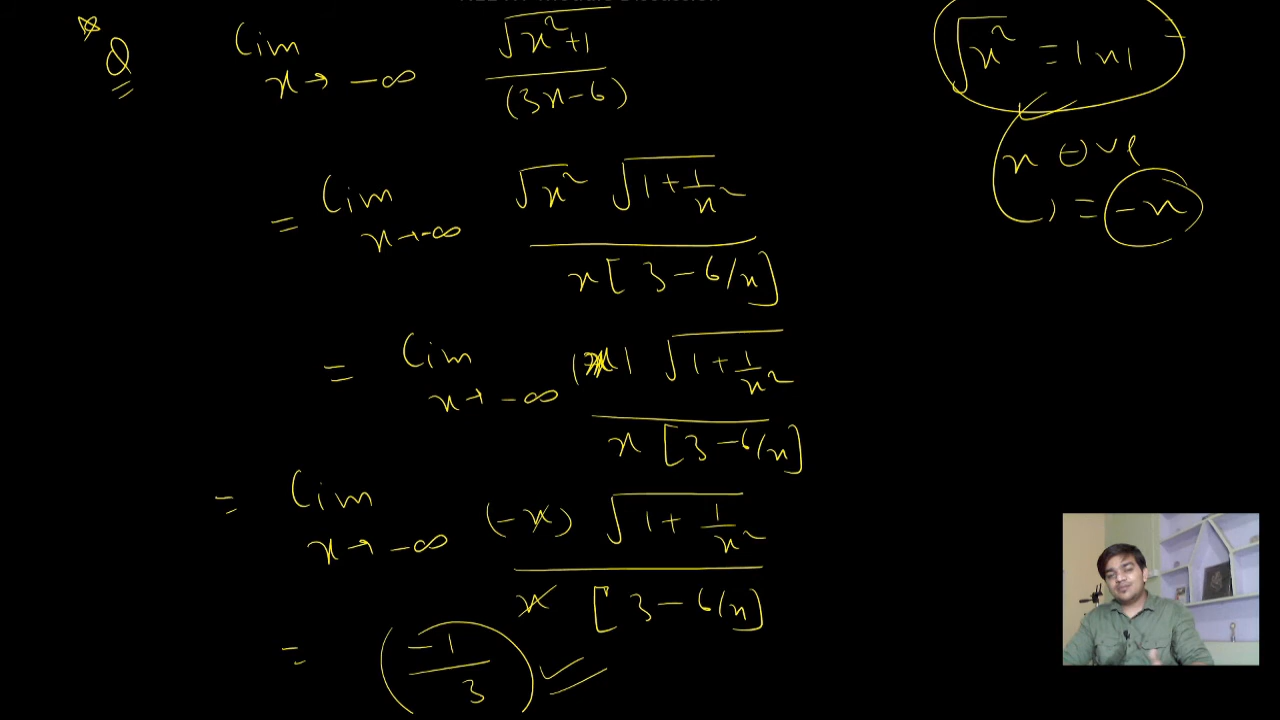 Q lim x→-∞ √(x²+1) / (3x-6)
= lim x→-∞ √x² √(1+1/x²) / x[3-6/x]
= lim x→-∞ |x| √(1+1/x²) / x[3-6/x]
= lim x→-∞ (-x) √(1+1/x²) / x[3-6/x]
= (-1/3)
√x² = |x|
x ⊖ve
= -x